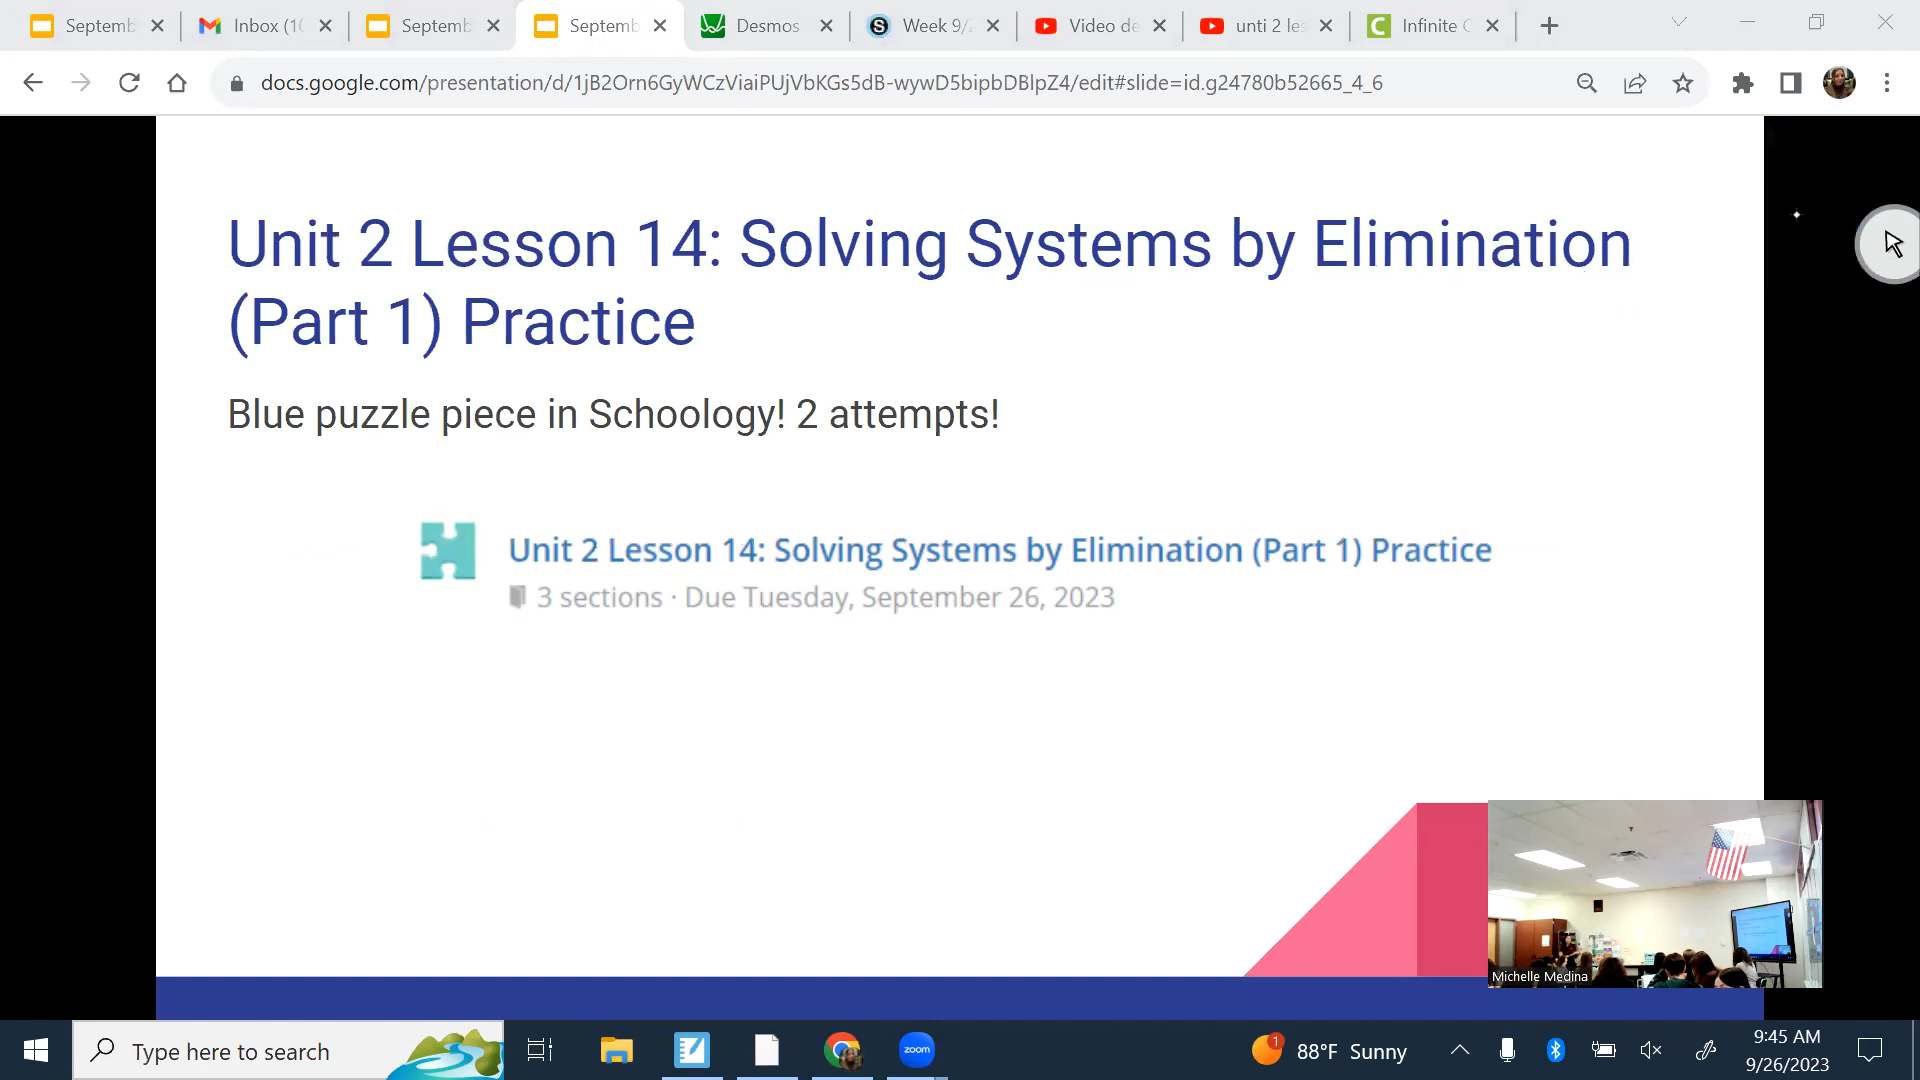 Septemb
Inbox (10
Septemb
Septemb
Desmos
Week 9/2
Video de
unti 2 les
Infinite C
docs.google.com/presentation/d/1jB2Orn6GyWCzViaiPUjVbKGs5dB-wywD5bipbDBlpZ4/edit#slide=id.g24780b52665_4_6
Unit 2 Lesson 14: Solving Systems by Elimination
(Part 1) Practice
Blue puzzle piece in Schoology! 2 attempts!
Unit 2 Lesson 14: Solving Systems by Elimination (Part 1) Practice
3 sections · Due Tuesday, September 26, 2023
Michelle Medina
Type here to search
zoom
1
88°F Sunny
9:45 AM
9/26/2023